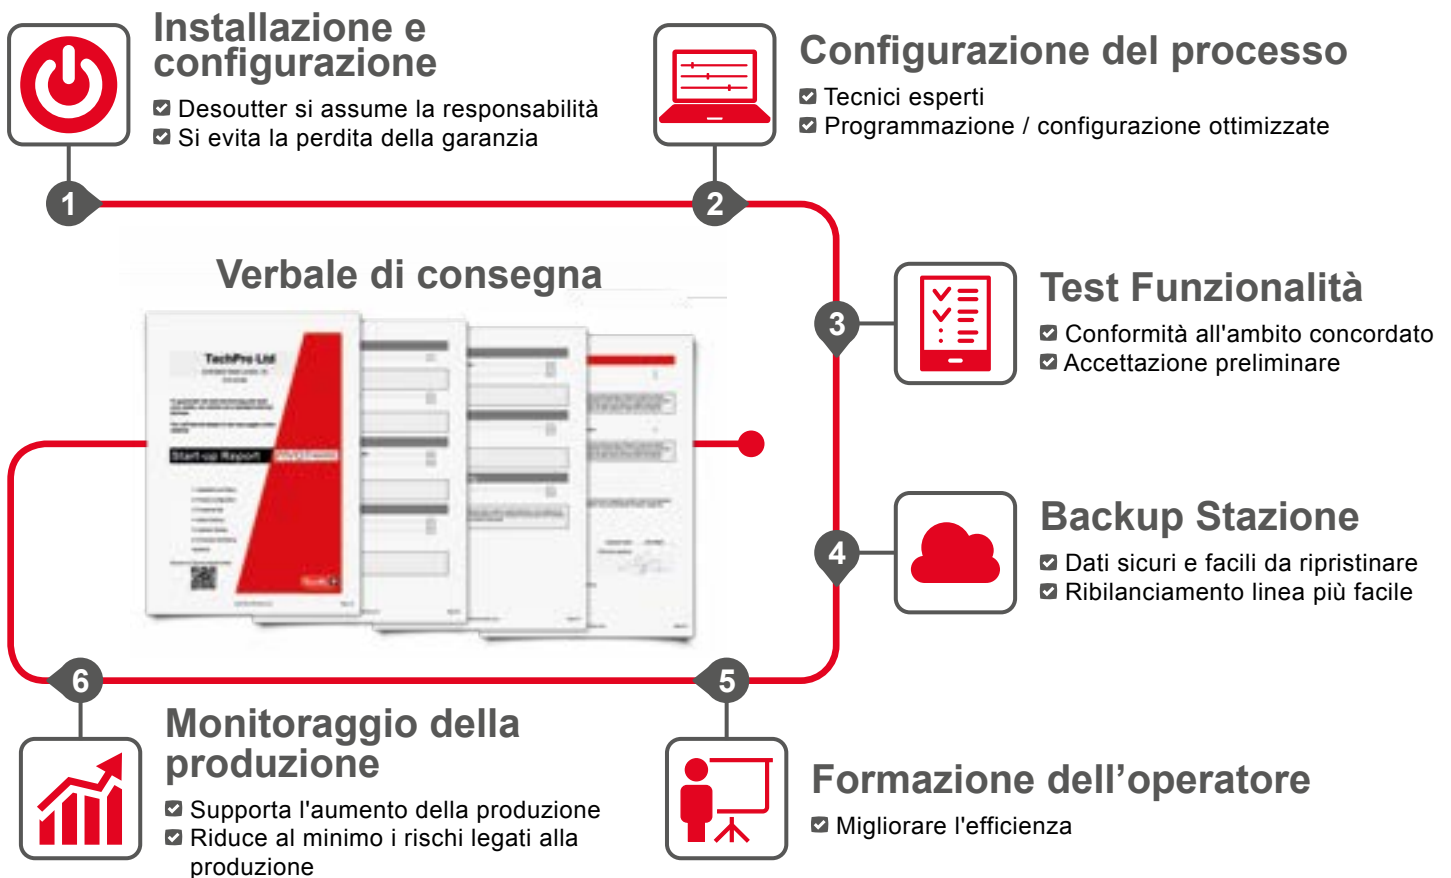 Installazione e
configurazione
Desoutter si assume la responsabilità
Si evita la perdita della garanzia
1
Configurazione del processo
Tecnici esperti
Programmazione / configurazione ottimizzate
2
Test Funzionalità
Conformità all'ambito concordato
Accettazione preliminare
3
Backup Stazione
Dati sicuri e facili da ripristinare
Ribilanciamento linea più facile
4
5
Formazione dell’operatore
Migliorare l'efficienza
6
Monitoraggio della
produzione
Supporta l'aumento della produzione
Riduce al minimo i rischi legati alla
produzione
Verbale di consegna
TechPro Ltd
Start-up Report